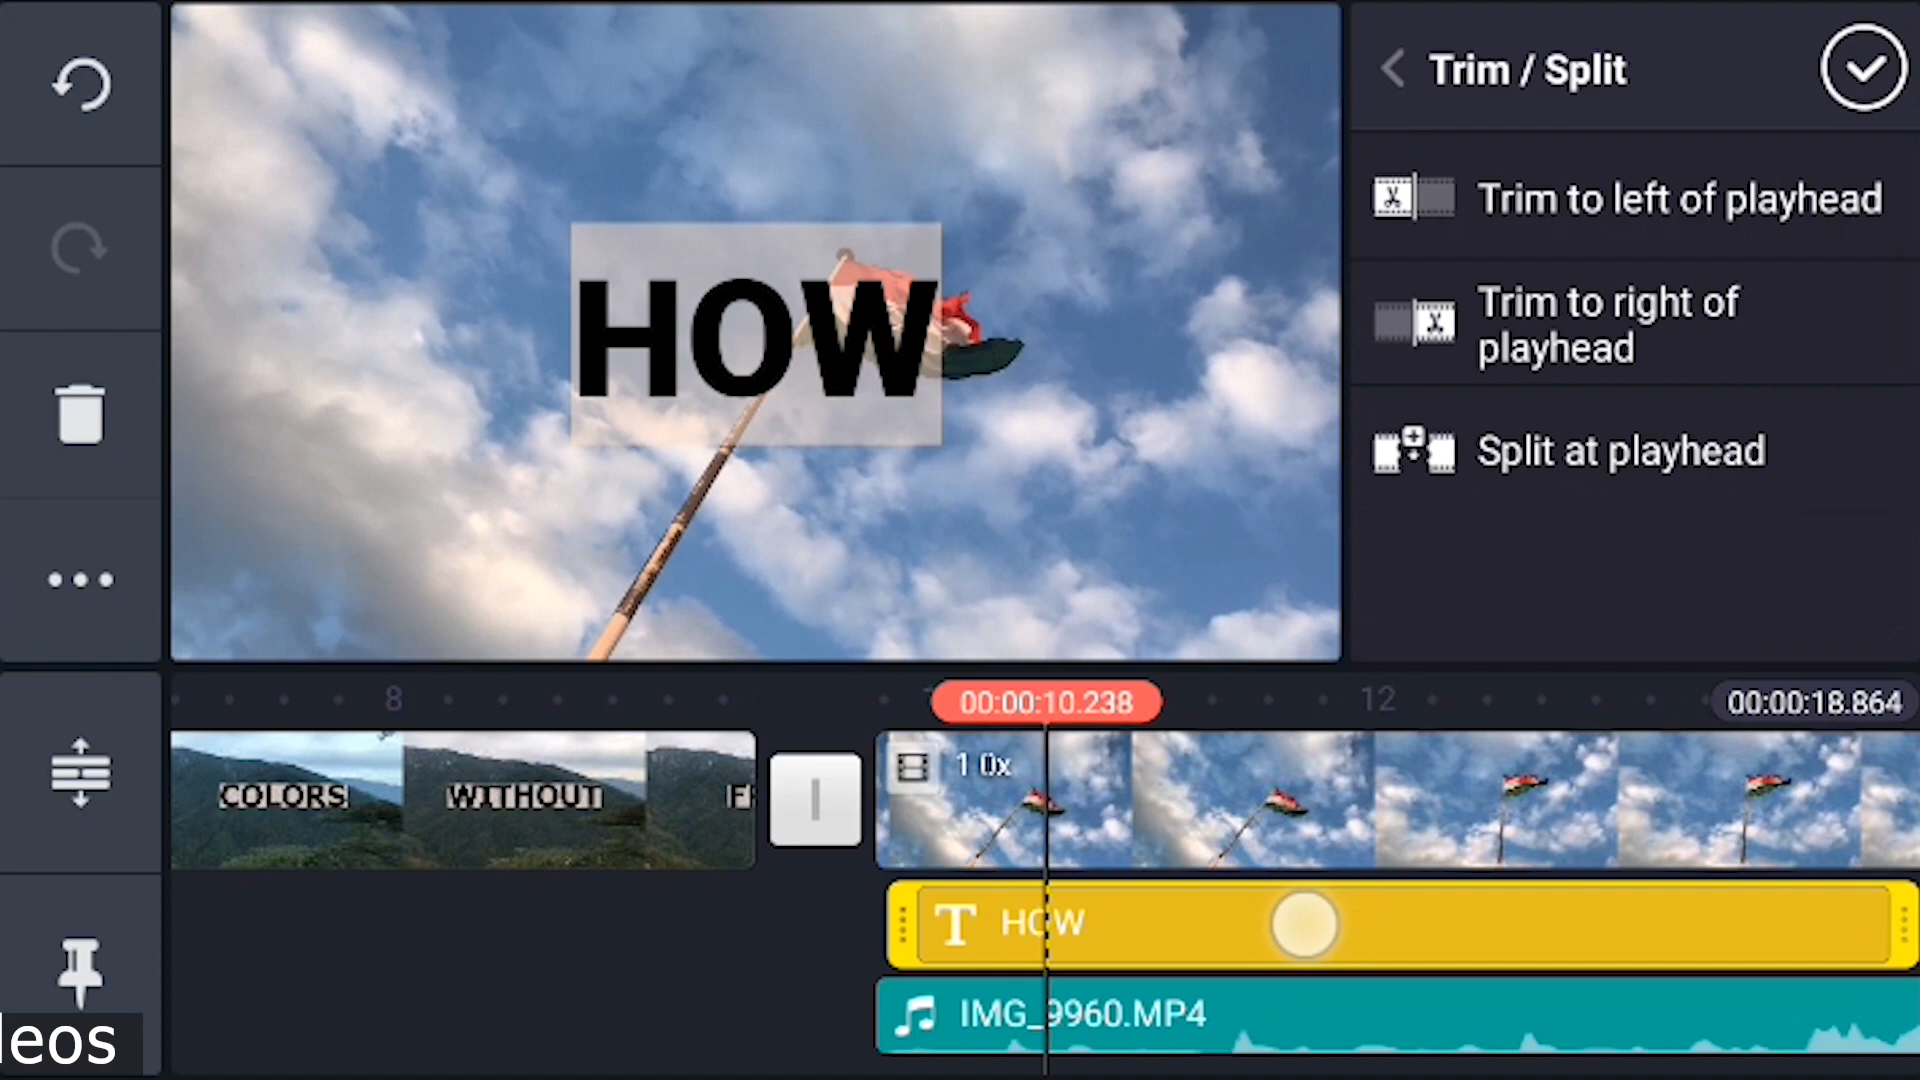 Trim / Split
Trim to left of playhead
HOW
Trim to right of
playhead
Split at playhead
8
00:00:10.238
12
00:00:18.864
COLORS
WITHOUT
1 0x
HOW
IMG_9960.MP4
eos